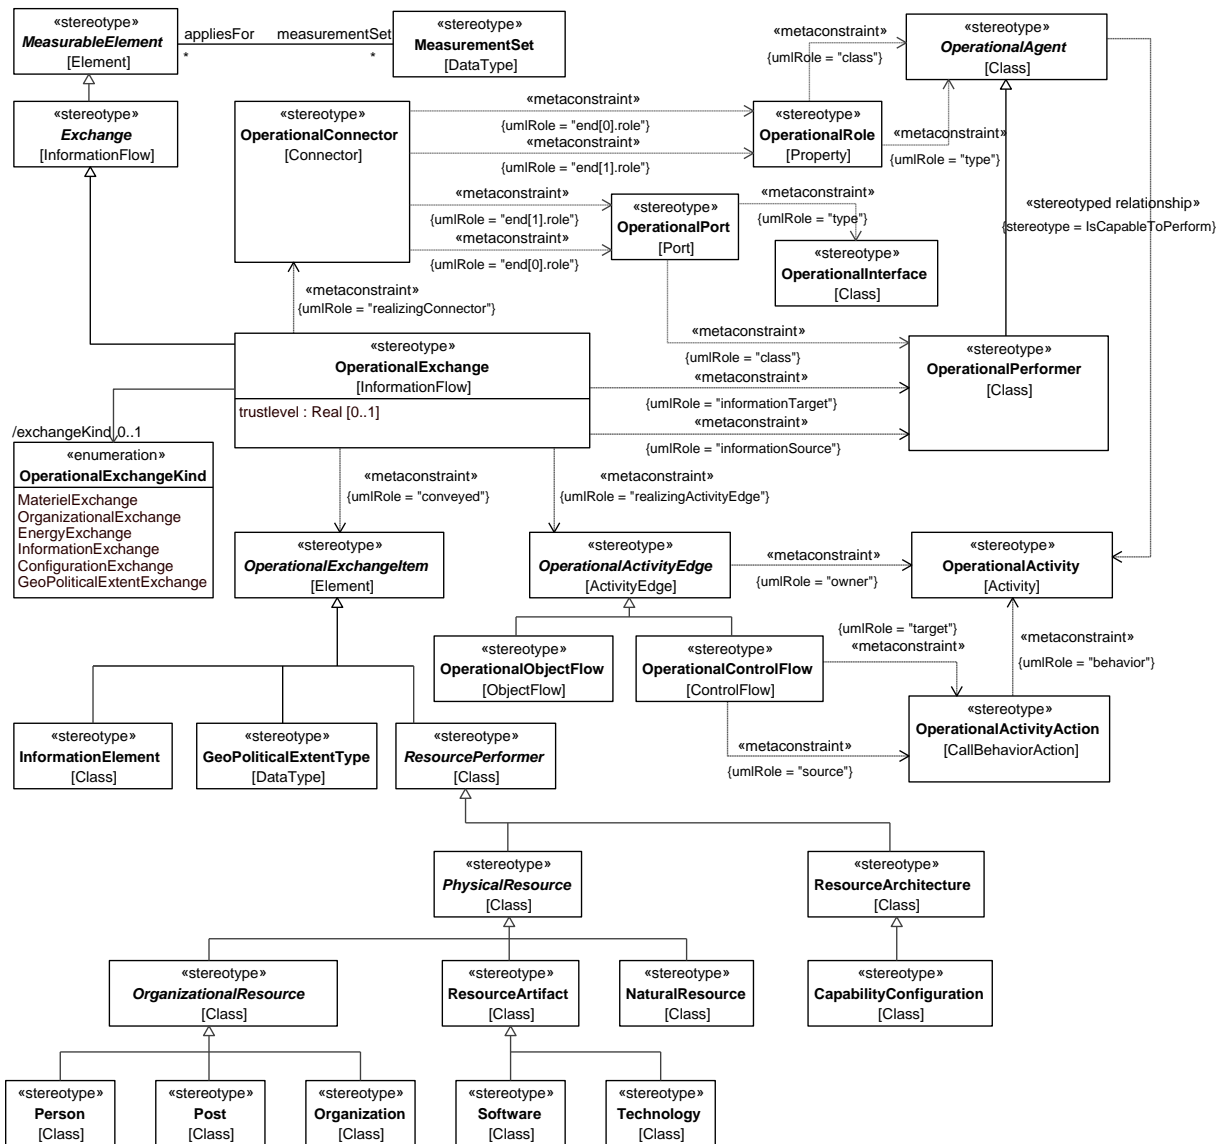 «stereotype»
MeasurableElement
[Element]
appliesFor
measurementSet
*
*
«stereotype»
MeasurementSet
[DataType]
«metaconstraint»
{umlRole = "class"}
«stereotype»
OperationalAgent
[Class]
«stereotype»
Exchange
[InformationFlow]
«stereotype»
OperationalConnector
[Connector]
«metaconstraint»
{umlRole = "end[0].role"}
«metaconstraint»
{umlRole = "end[1].role"}
«stereotype»
OperationalRole
[Property]
«metaconstraint»
{umlRole = "type"}
«metaconstraint»
{umlRole = "end[1].role"}
«metaconstraint»
{umlRole = "end[0].role"}
«stereotype»
OperationalPort
[Port]
«metaconstraint»
{umlRole = "type"}
«stereotyped relationship»
{stereotype = IsCapableToPerform}
«stereotype»
OperationalInterface
[Class]
«metaconstraint»
{umlRole = "realizingConnector"}
«metaconstraint»
{umlRole = "class"}
«stereotype»
OperationalExchange
[InformationFlow]
trustlevel : Real [0..1]
«metaconstraint»
{umlRole = "informationTarget"}
«metaconstraint»
{umlRole = "informationSource"}
«stereotype»
OperationalPerformer
[Class]
/exchangeKind 0..1
«enumeration»
OperationalExchangeKind
MaterielExchange
OrganizationalExchange
EnergyExchange
InformationExchange
ConfigurationExchange
GeoPoliticalExtentExchange
«metaconstraint»
{umlRole = "conveyed"}
«metaconstraint»
{umlRole = "realizingActivityEdge"}
«stereotype»
OperationalExchangeItem
[Element]
«stereotype»
OperationalActivityEdge
[ActivityEdge]
«metaconstraint»
{umlRole = "owner"}
«stereotype»
OperationalActivity
[Activity]
«stereotype»
OperationalObjectFlow
[ObjectFlow]
«stereotype»
OperationalControlFlow
[ControlFlow]
{umlRole = "target"}
«metaconstraint»
«metaconstraint»
{umlRole = "behavior"}
«stereotype»
InformationElement
[Class]
«stereotype»
GeoPoliticalExtentType
[DataType]
«stereotype»
ResourcePerformer
[Class]
«metaconstraint»
{umlRole = "source"}
«stereotype»
OperationalActivityAction
[CallBehaviorAction]
«stereotype»
PhysicalResource
[Class]
«stereotype»
ResourceArchitecture
[Class]
«stereotype»
OrganizationalResource
[Class]
«stereotype»
ResourceArtifact
[Class]
«stereotype»
NaturalResource
[Class]
«stereotype»
CapabilityConfiguration
[Class]
«stereotype»
Person
[Class]
«stereotype»
Post
[Class]
«stereotype»
Organization
[Class]
«stereotype»
Software
[Class]
«stereotype»
Technology
[Class]